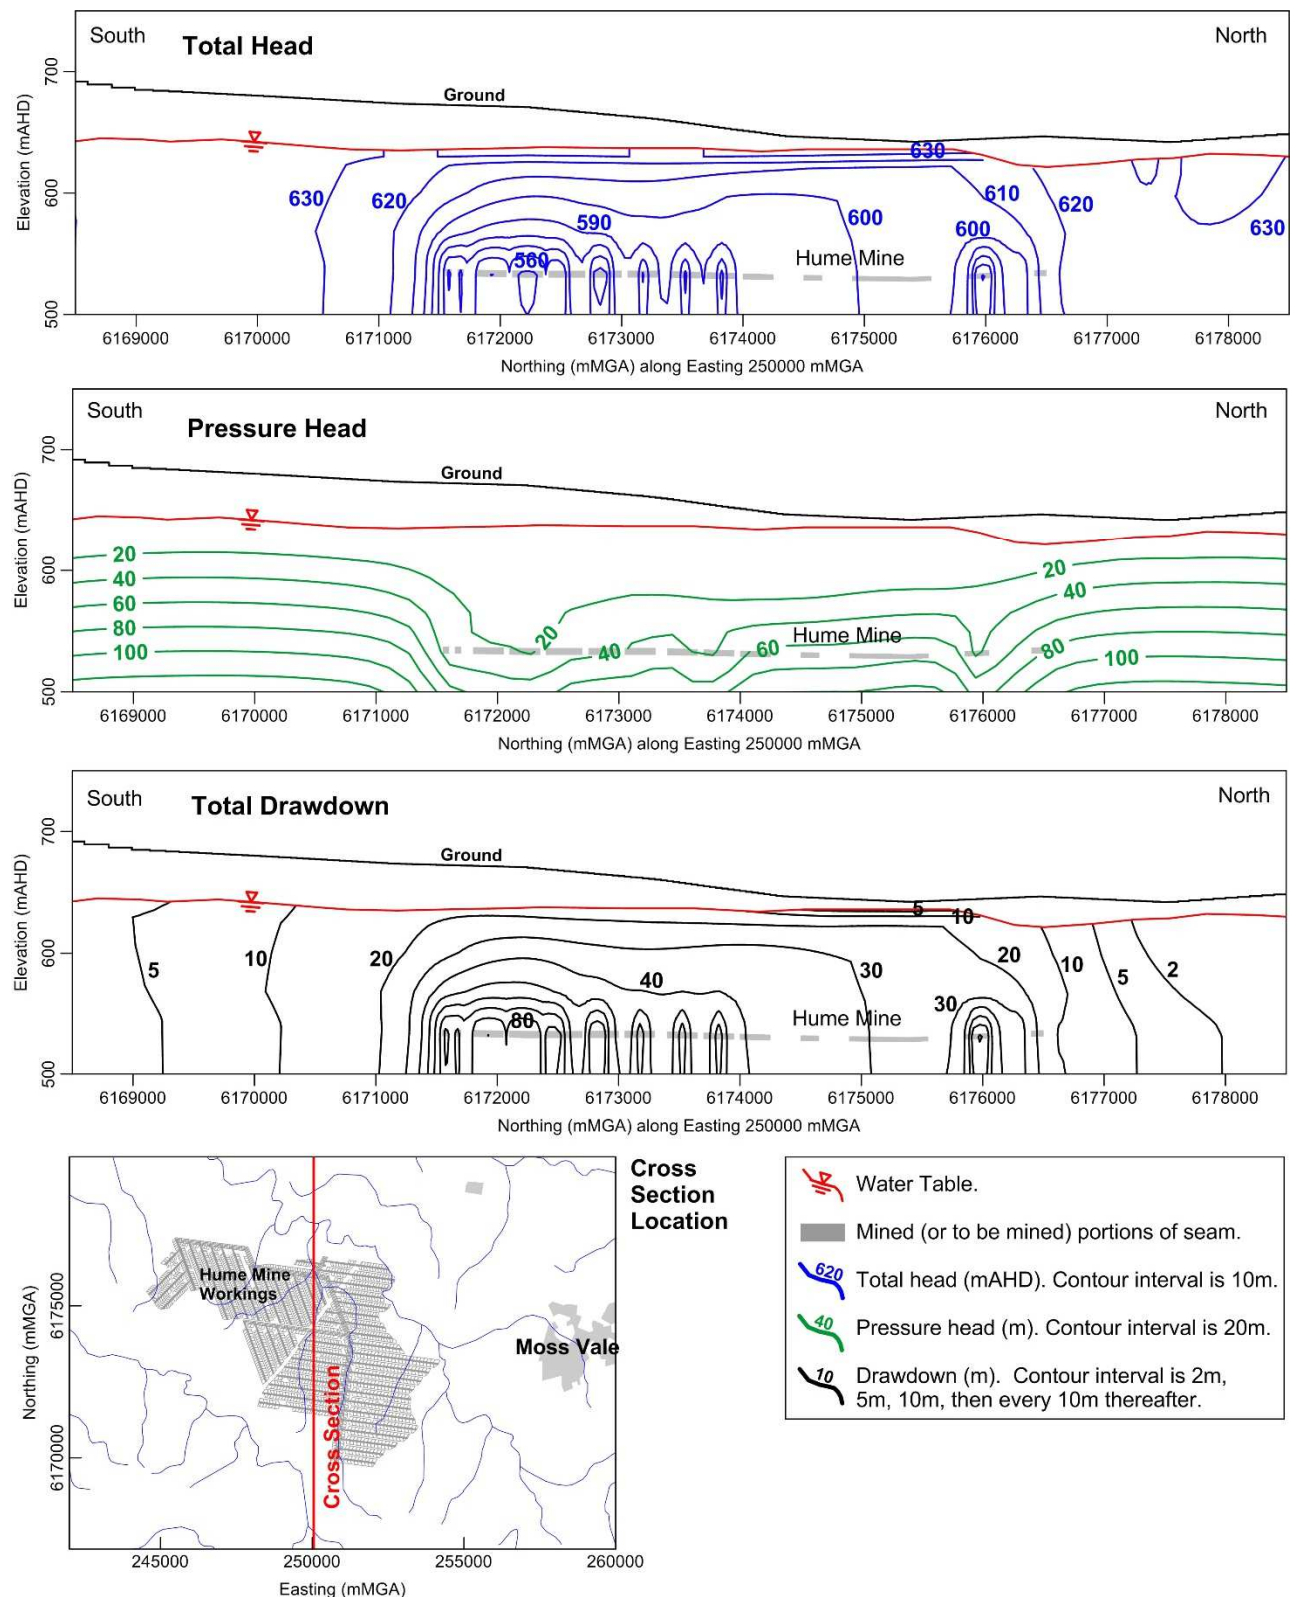 South
Total Head
North
Elevation (mAHD)
700
600
500
Ground
630
620
590
560
630
610
600
620
600
630
Hume Mine
6169000 6170000 6171000 6172000 6173000 6174000 6175000 6176000 6177000 6178000
Northing (mMGA) along Easting 250000 mMGA
South
Pressure Head
North
Elevation (mAHD)
700
600
500
Ground
20
40
60
80
100
20
40
60
20
40
80
100
Hume Mine
6169000 6170000 6171000 6172000 6173000 6174000 6175000 6176000 6177000 6178000
Northing (mMGA) along Easting 250000 mMGA
South
Total Drawdown
North
Elevation (mAHD)
700
600
500
Ground
5
10
20
40
80
5
10
30
20
30
10
5
2
Hume Mine
6169000 6170000 6171000 6172000 6173000 6174000 6175000 6176000 6177000 6178000
Northing (mMGA) along Easting 250000 mMGA
Northing (mMGA)
6175000
6170000
Hume Mine
Workings
Moss Vale
Cross Section
245000 250000 255000 260000
Easting (mMGA)
Cross
Section
Location
Water Table.
Mined (or to be mined) portions of seam.
620
Total head (mAHD). Contour interval is 10m.
40
Pressure head (m). Contour interval is 20m.
10
Drawdown (m). Contour interval is 2m,
5m, 10m, then every 10m thereafter.